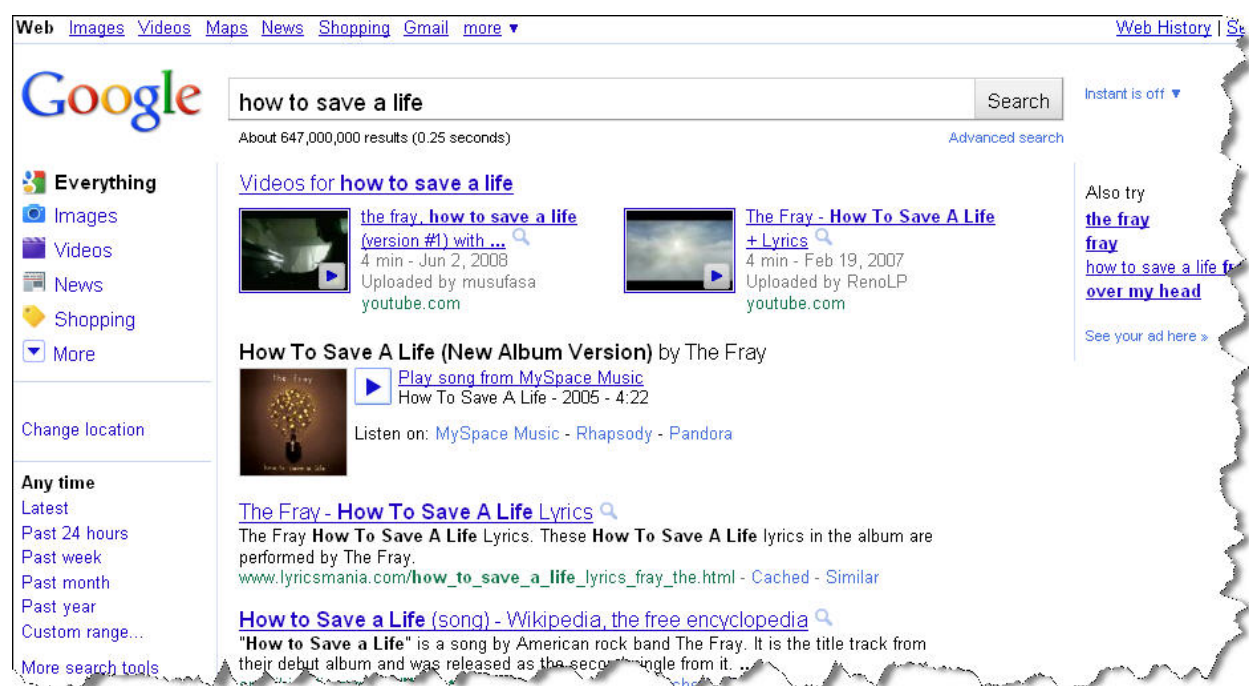 Web Images Videos Maps News Shopping Gmail more ▼ Web History |
Google
how to save a life Search Instant is off ▼
About 647,000,000 results (0.25 seconds) Advanced search
Everything
Images
Videos
News
Shopping
More
Change location
Any time
Latest
Past 24 hours
Past week
Past month
Past year
Custom range...
More search tools
Videos for how to save a life
the fray, how to save a life
(version #1) with ...
4 min - Jun 2, 2008
Uploaded by musufasa
youtube.com
The Fray - How To Save A Life
+ Lyrics
4 min - Feb 19, 2007
Uploaded by RenoLP
youtube.com
How To Save A Life (New Album Version) by The Fray
The Fray
how to save a life
Play song from MySpace Music
How To Save A Life - 2005 - 4:22
Listen on: MySpace Music - Rhapsody - Pandora
The Fray - How To Save A Life Lyrics
The Fray How To Save A Life Lyrics. These How To Save A Life lyrics in the album are
performed by The Fray.
www.lyricsmania.com/how_to_save_a_life_lyrics_fray_the.html - Cached - Similar
How to Save a Life (song) - Wikipedia, the free encyclopedia
"How to Save a Life" is a song by American rock band The Fray. It is the title track from
their debut album and was released as the second single from it. ...
Also try
the fray
fray
how to save a life
over my head
See your ad here »